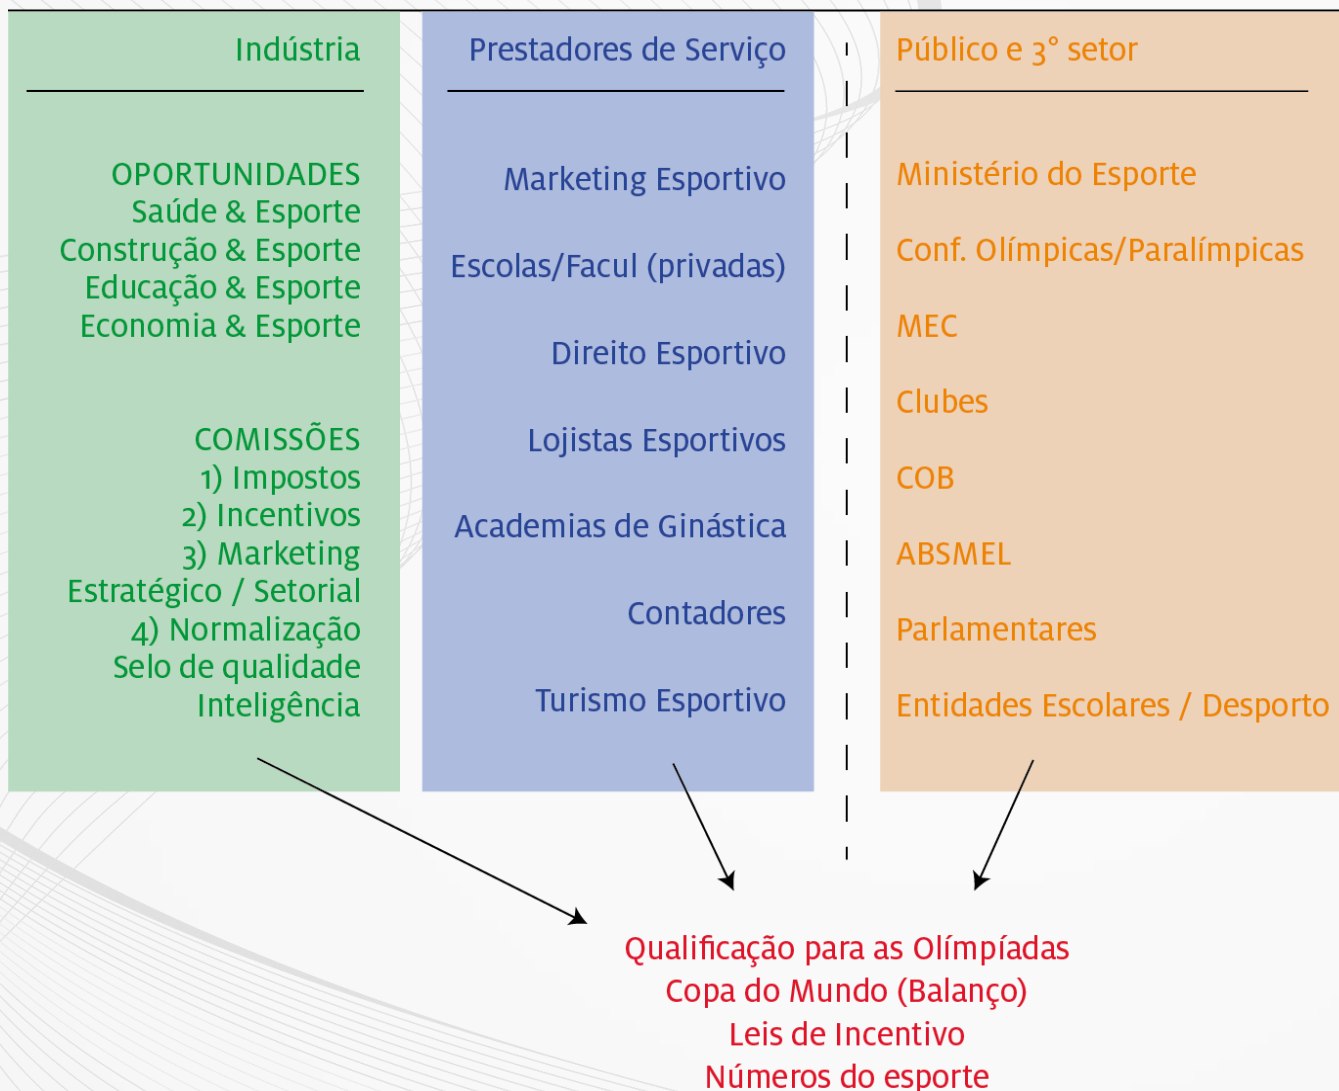 Indústria
OPORTUNIDADES
Saúde & Esporte
Construção & Esporte
Educação & Esporte
Economia & Esporte
COMISSÕES
1) Impostos
2) Incentivos
3) Marketing
Estratégico / Setorial
4) Normalização
Selo de qualidade
Inteligência
Prestadores de Serviço
Marketing Esportivo
Escolas/Facul (privadas)
Direito Esportivo
Lojistas Esportivos
Academias de Ginástica
Contadores
Turismo Esportivo
Público e 3° setor
Ministério do Esporte
Conf. Olímpicas/Paralímpicas
MEC
Clubes
COB
ABSMEL
Parlamentares
Entidades Escolares / Desporto
Qualificação para as Olímpíadas
Copa do Mundo (Balanço)
Leis de Incentivo
Números do esporte